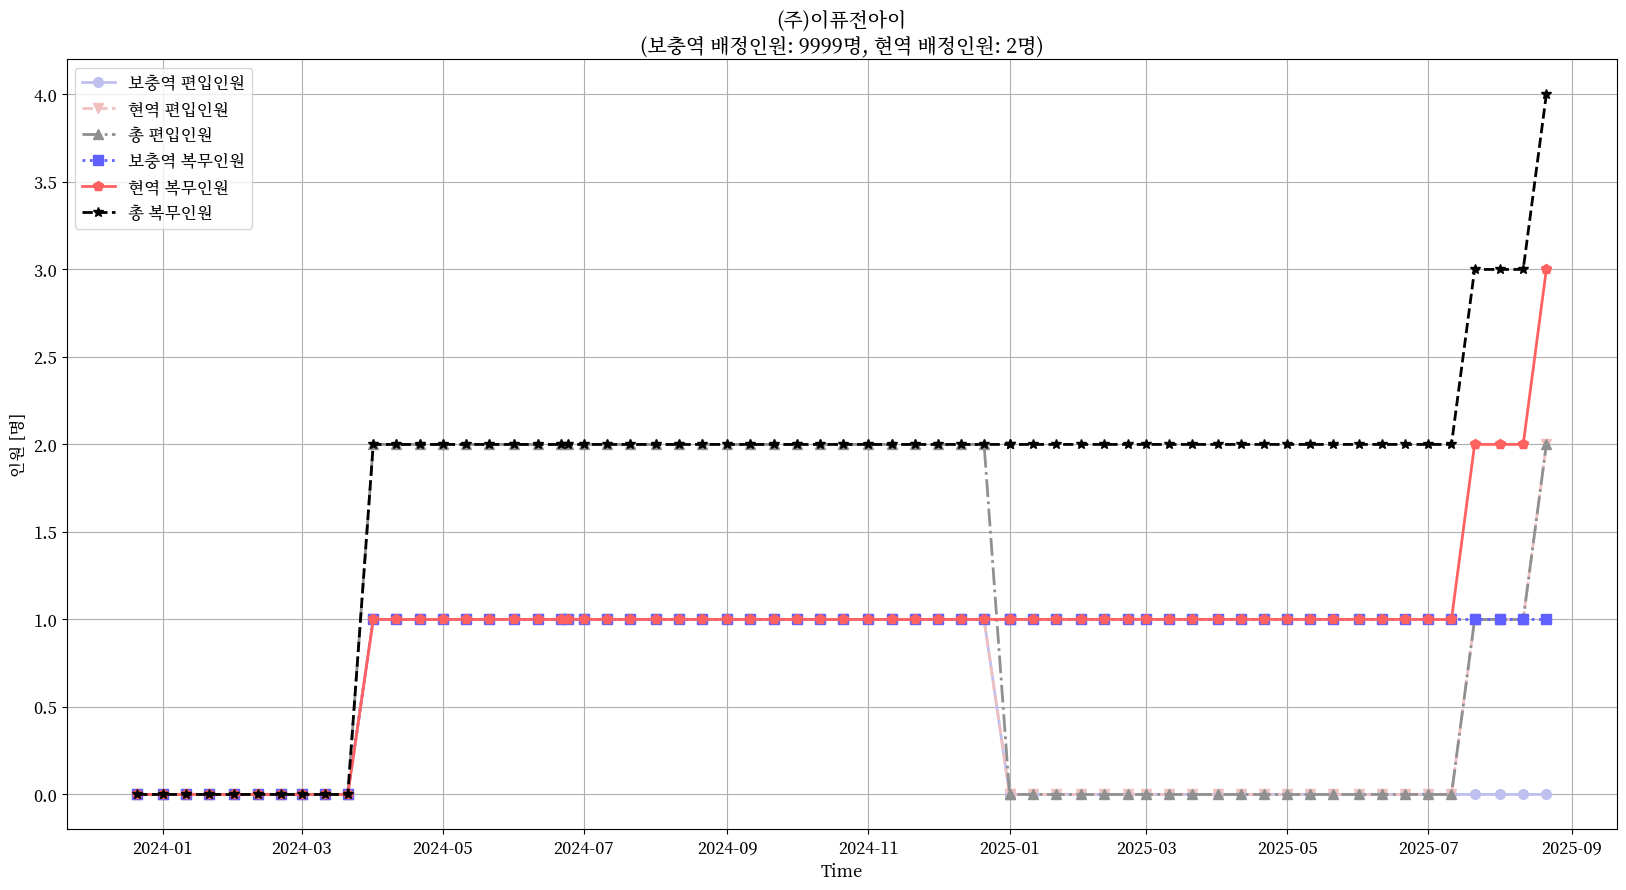 (주)이퓨전아이
(보충역 배정인원: 9999명, 현역 배정인원: 2명)
보충역 편입인원
현역 편입인원
총 편입인원
보충역 복무인원
현역 복무인원
총 복무인원
4.0
3.5
3.0
2.5
2.0
1.5
1.0
0.5
0.0
인원 [명]
2024-01
2024-03
2024-05
2024-07
2024-09
2024-11
2025-01
2025-03
2025-05
2025-07
2025-09
Time